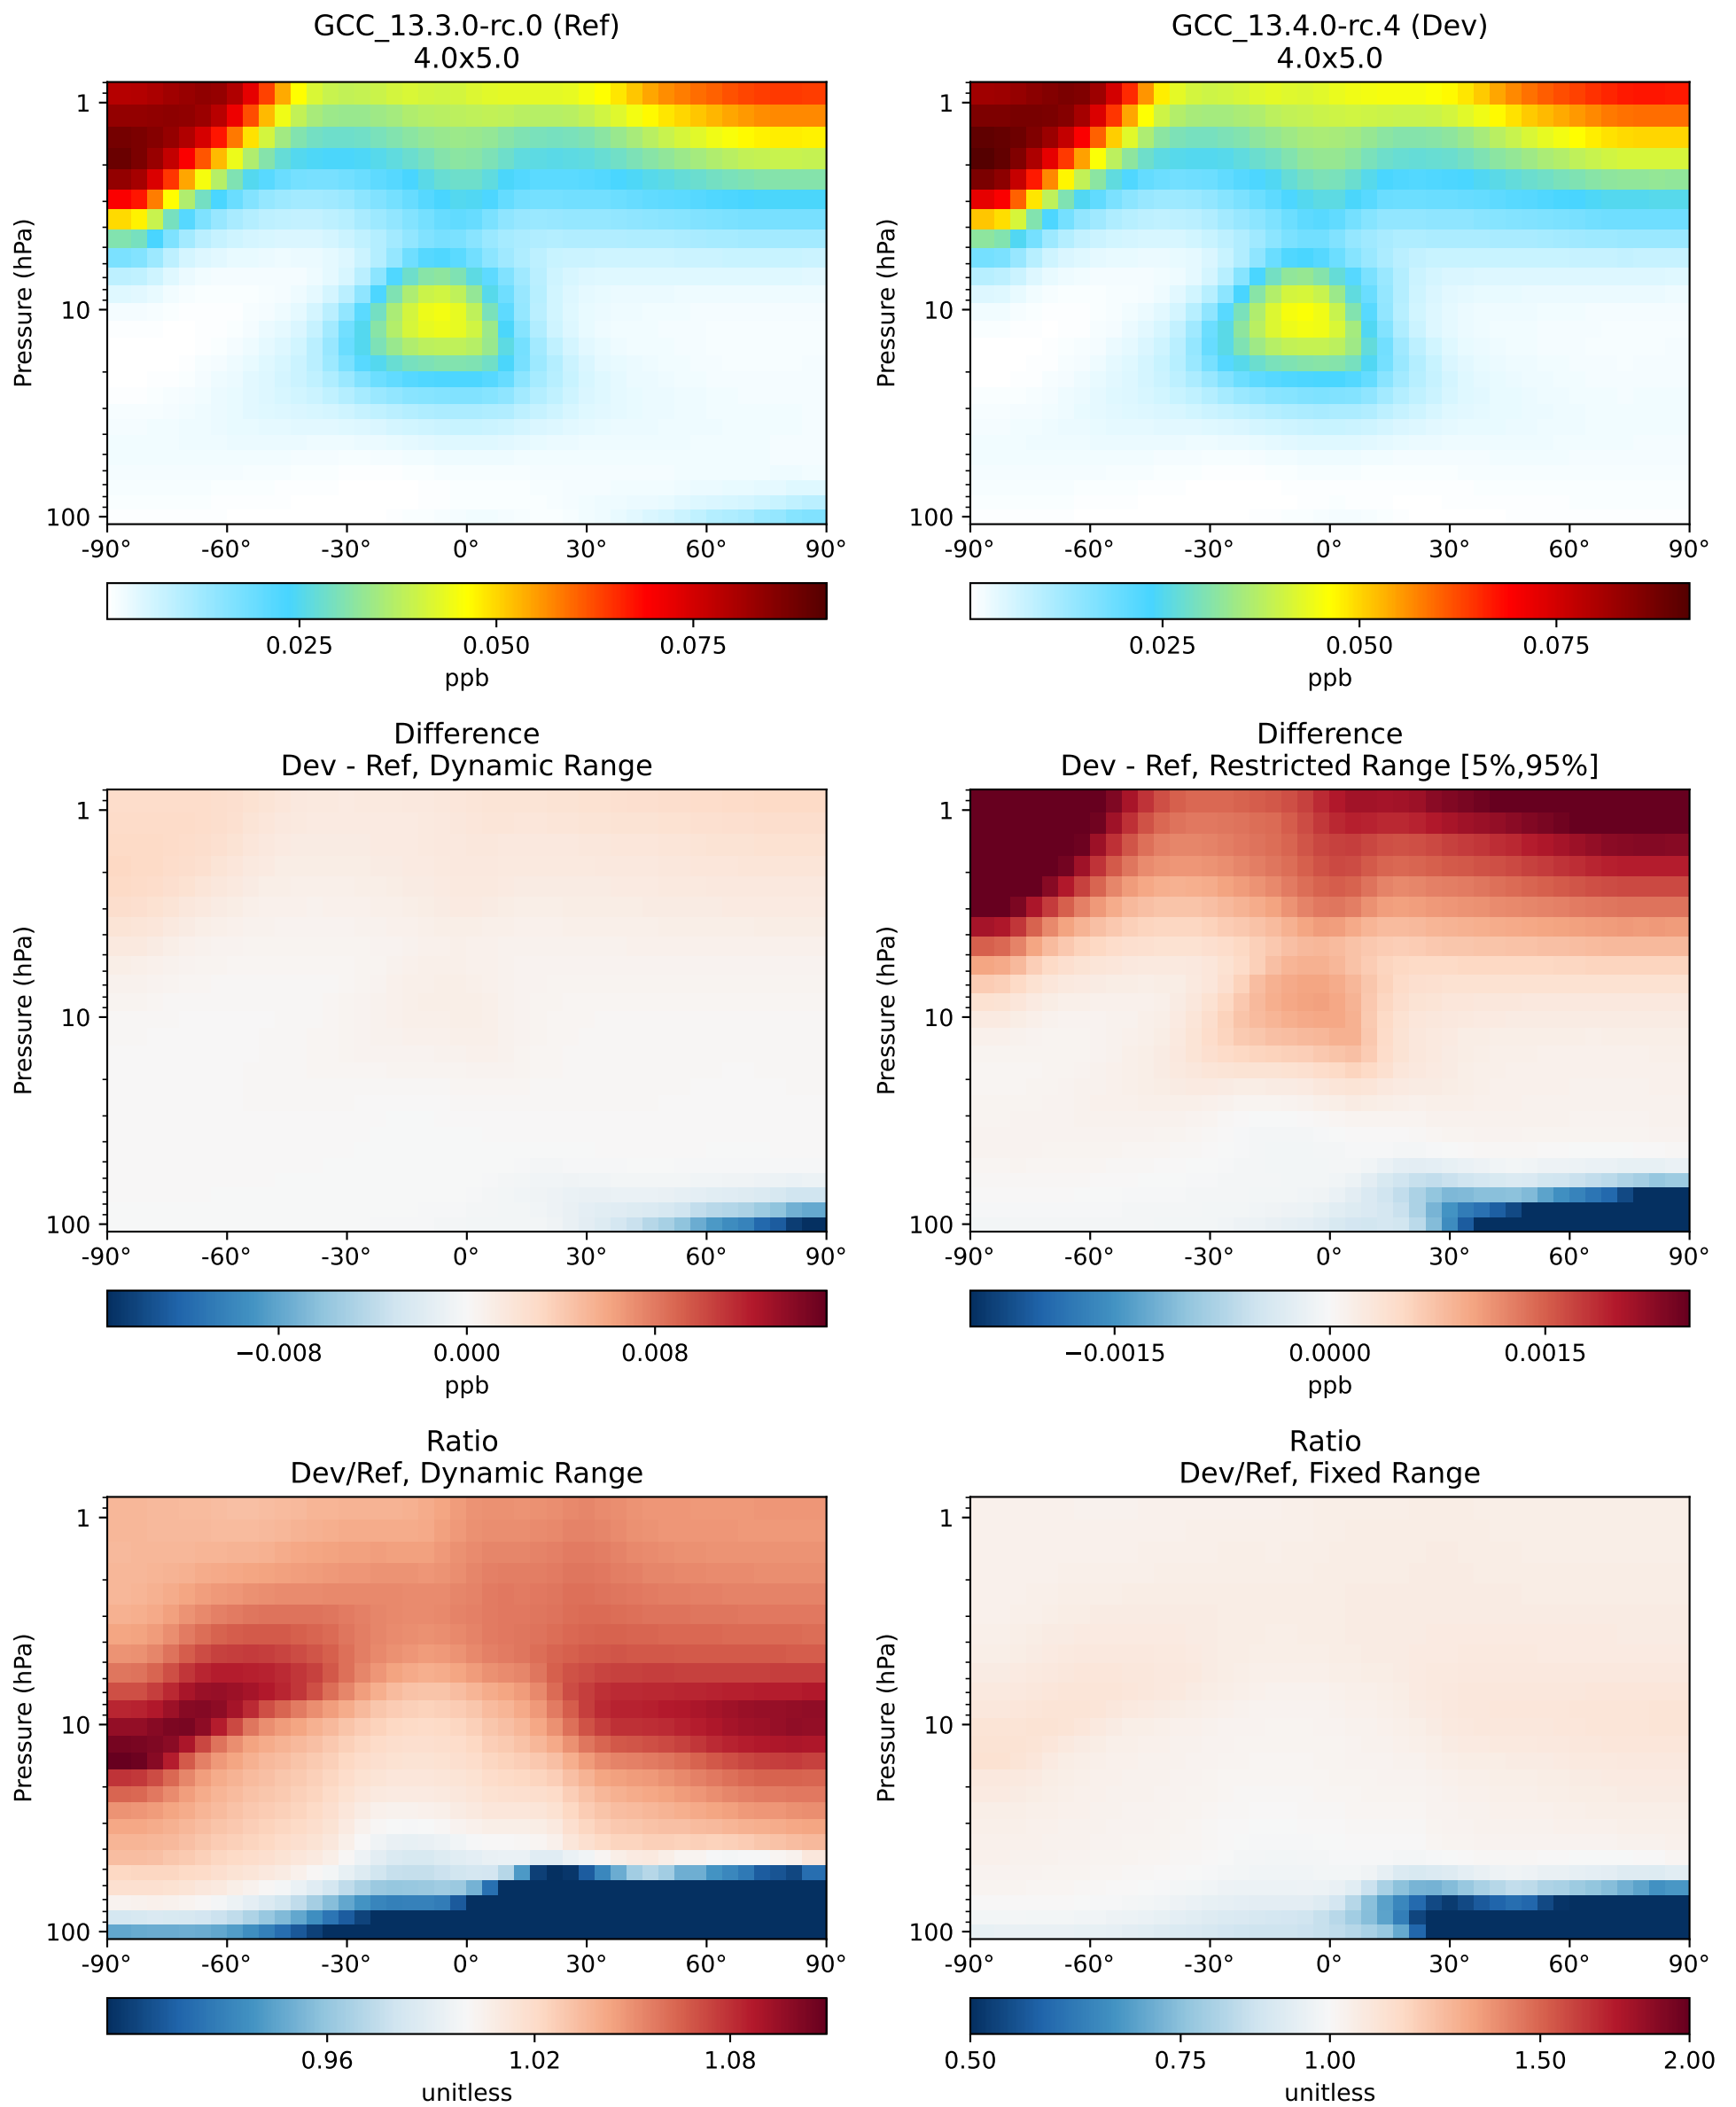 GCC_13.3.0-rc.0 (Ref)
4.0x5.0
Pressure (hPa)
1
10
100
-90° -60° -30° 0° 30° 60° 90°
0.025 0.050 0.075
ppb
GCC_13.4.0-rc.4 (Dev)
4.0x5.0
Pressure (hPa)
1
10
100
-90° -60° -30° 0° 30° 60° 90°
0.025 0.050 0.075
ppb
Difference
Dev - Ref, Dynamic Range
Pressure (hPa)
1
10
100
-90° -60° -30° 0° 30° 60° 90°
−0.008 0.000 0.008
ppb
Difference
Dev - Ref, Restricted Range [5%,95%]
Pressure (hPa)
1
10
100
-90° -60° -30° 0° 30° 60° 90°
−0.0015 0.0000 0.0015
ppb
Ratio
Dev/Ref, Dynamic Range
Pressure (hPa)
1
10
100
-90° -60° -30° 0° 30° 60° 90°
0.96 1.02 1.08
unitless
Ratio
Dev/Ref, Fixed Range
Pressure (hPa)
1
10
100
-90° -60° -30° 0° 30° 60° 90°
0.50 0.75 1.00 1.50 2.00
unitless